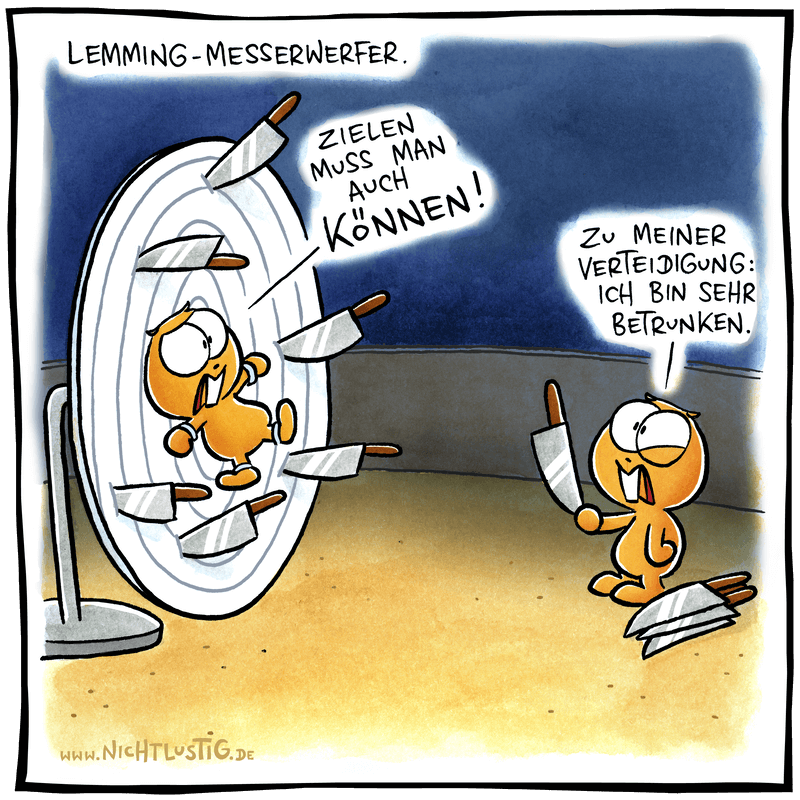 LEMMING-MESSERWERFER.
ZIELEN
MUSS MAN
AUCH
KÖNNEN!
ZU MEINER
VERTEIDIGUNG:
ICH BIN SEHR
BETRUNKEN.
WWW.NICHTLUSTIG.DE